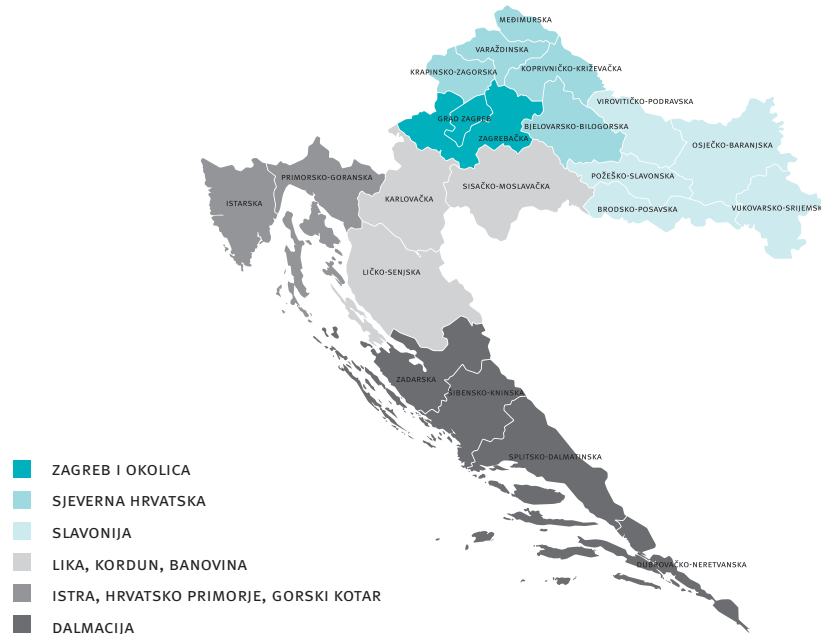 MEĐIMURSKA
VARAŽDINSKA
KRAPINSKO-ZAGORSKA
KOPRIVNIČKO-KRIŽEVAČKA
VIROVITIČKO-PODRAVSKA
GRAD ZAGREB
BJELOVARSKO-BILOGORSKA
ZAGREBAČKA
OSJEČKO-BARANJSKA
PRIMORSKO-GORANSKA
POŽEŠKO-SLAVONSKA
SISAČKO-MOSLAVAČKA
KARLOVAČKA
ISTARSKA
BRODSKO-POSAVSKA
VUKOVARSKO-SRIJEMSK
LIČKO-SENJSKA
ZADARSKA
ŠIBENSKO-KNINSKA
SPLITSKO-DALMATINSKA
DUBROVAČKO-NERETVANSKA
ZAGREB I OKOLICA
SJEVERNA HRVATSKA
SLAVONIJA
LIKA, KORDUN, BANOVINA
ISTRA, HRVATSKO PRIMORJE, GORSKI KOTAR
DALMACIJA